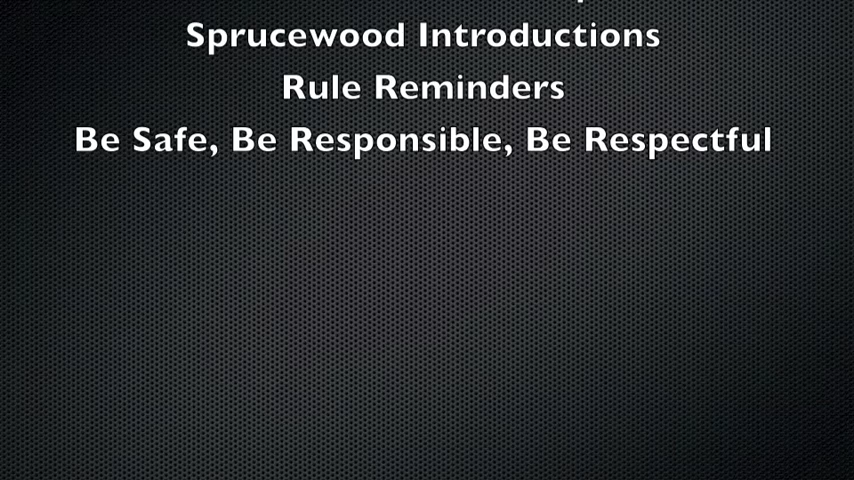 Sprucewood Introductions
Rule Reminders
Be Safe, Be Responsible, Be Respectful